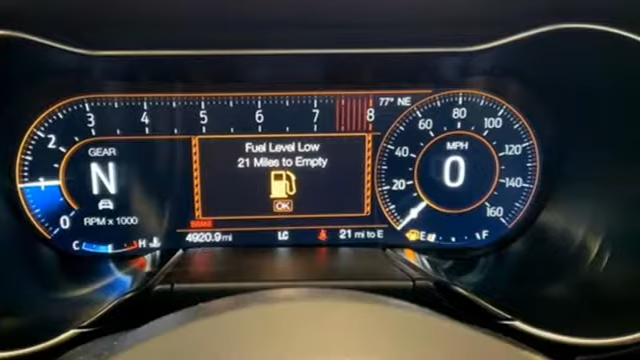 77° NE
1
2
3
4
5
6
7
8
0
GEAR
N
RPM x 1000
C
H
Fuel Level Low
21 Miles to Empty
OK
BRAKE
4920.9 mi
LC
21 mi to E
MPH
0
20
40
60
80
100
120
140
160
E
F